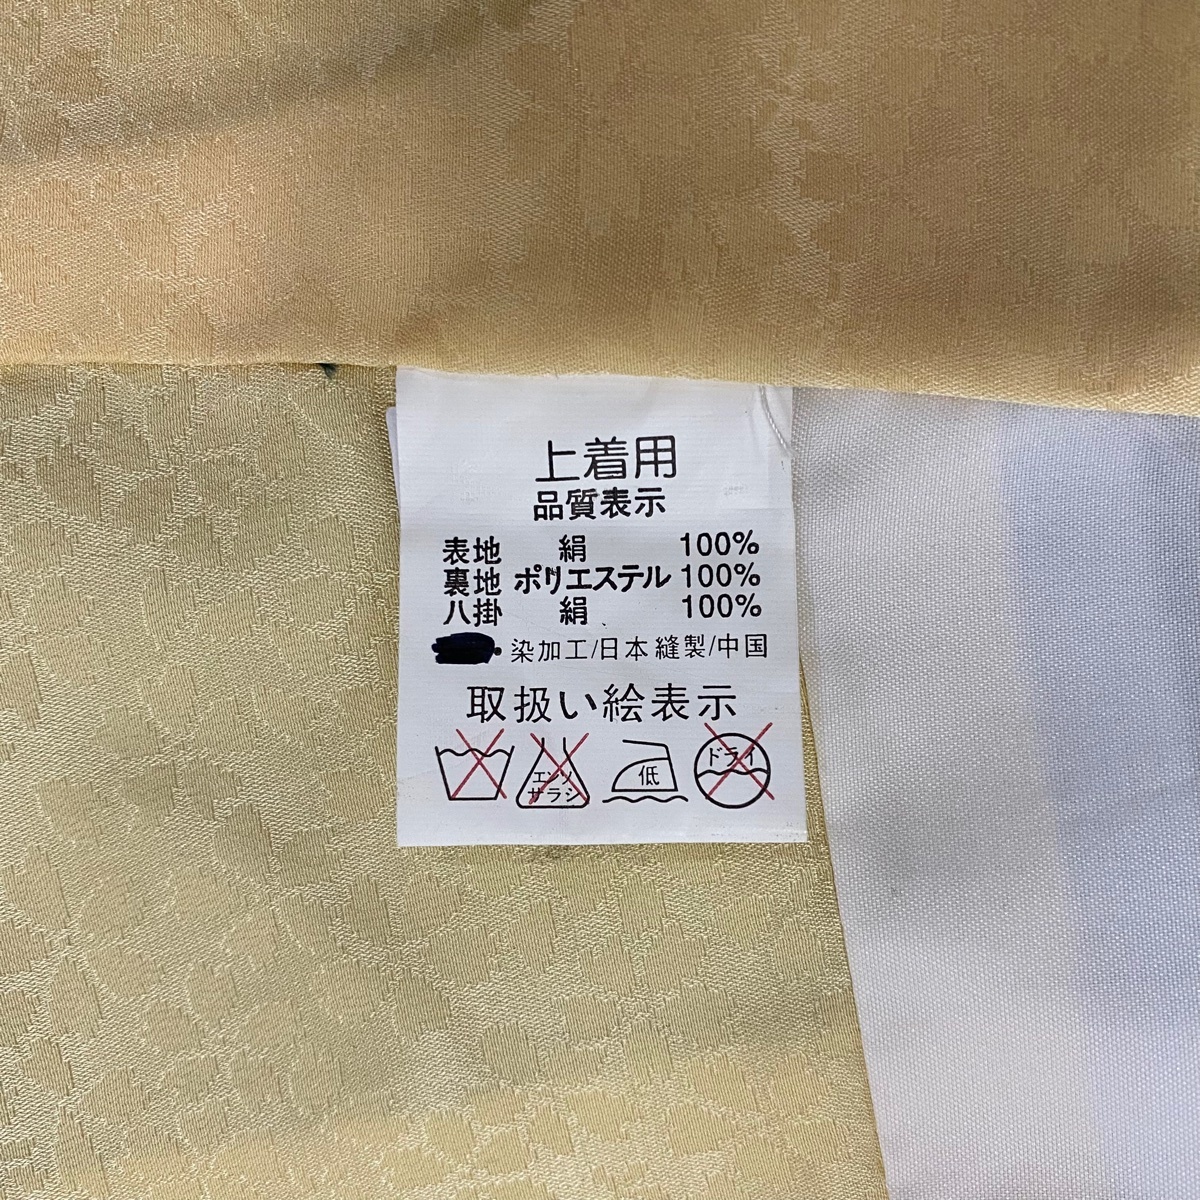 上着用
品質表示
表地 絹 100%
裏地 ポリエステル 100%
八掛 絹 100%
染加工/日本 縫製/中国
取扱い絵表示
エンソ
サラシ
低
ドライ